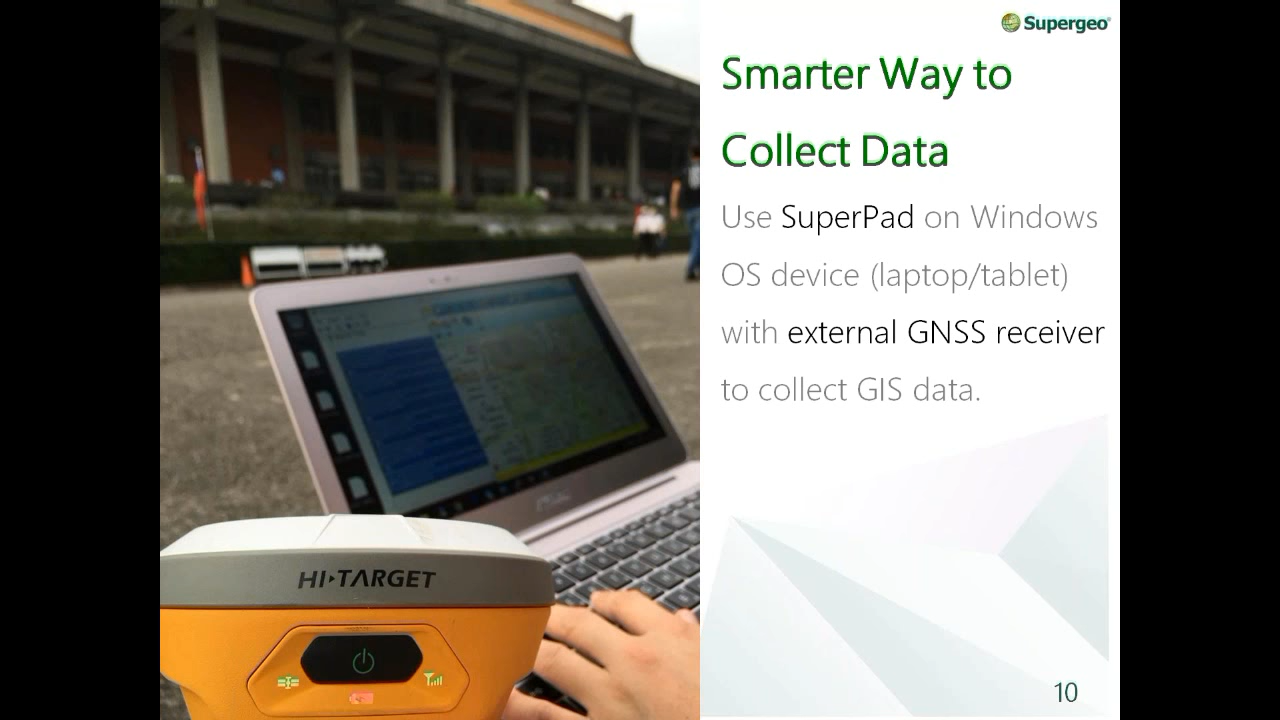 Supergeo
Smarter Way to
Collect Data
Use SuperPad on Windows
OS device (laptop/tablet)
with external GNSS receiver
to collect GIS data.
HI-TARGET
10